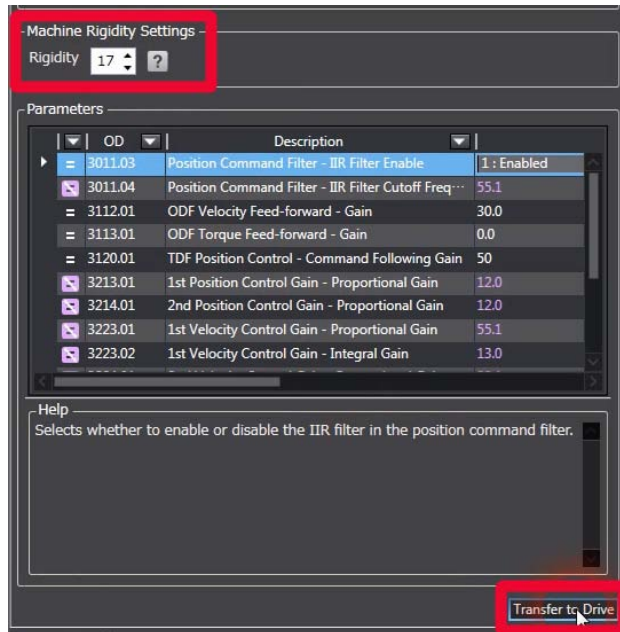 Machine Rigidity Settings
Rigidity 17 ?
Parameters
OD Description
= 3011.03 Position Command Filter - IIR Filter Enable 1 : Enabled
3011.04 Position Command Filter - IIR Filter Cutoff Freq... 55.1
= 3112.01 ODF Velocity Feed-forward - Gain 30.0
= 3113.01 ODF Torque Feed-forward - Gain 0.0
= 3120.01 TDF Position Control - Command Following Gain 50
3213.01 1st Position Control Gain - Proportional Gain 12.0
3214.01 2nd Position Control Gain - Proportional Gain 12.0
3223.01 1st Velocity Control Gain - Proportional Gain 55.1
3223.02 1st Velocity Control Gain - Integral Gain 13.0
Help
Selects whether to enable or disable the IIR filter in the position command filter.
Transfer to Drive